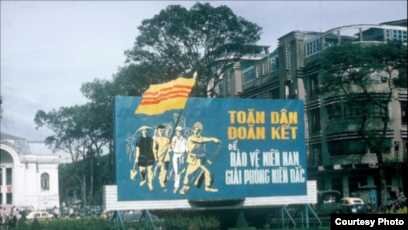 TOÀN DÂN
ĐOÀN KẾT
ĐỂ
BẢO VỆ MIỀN NAM
GIẢI PHÓNG MIỀN BẮC
Courtesy Photo